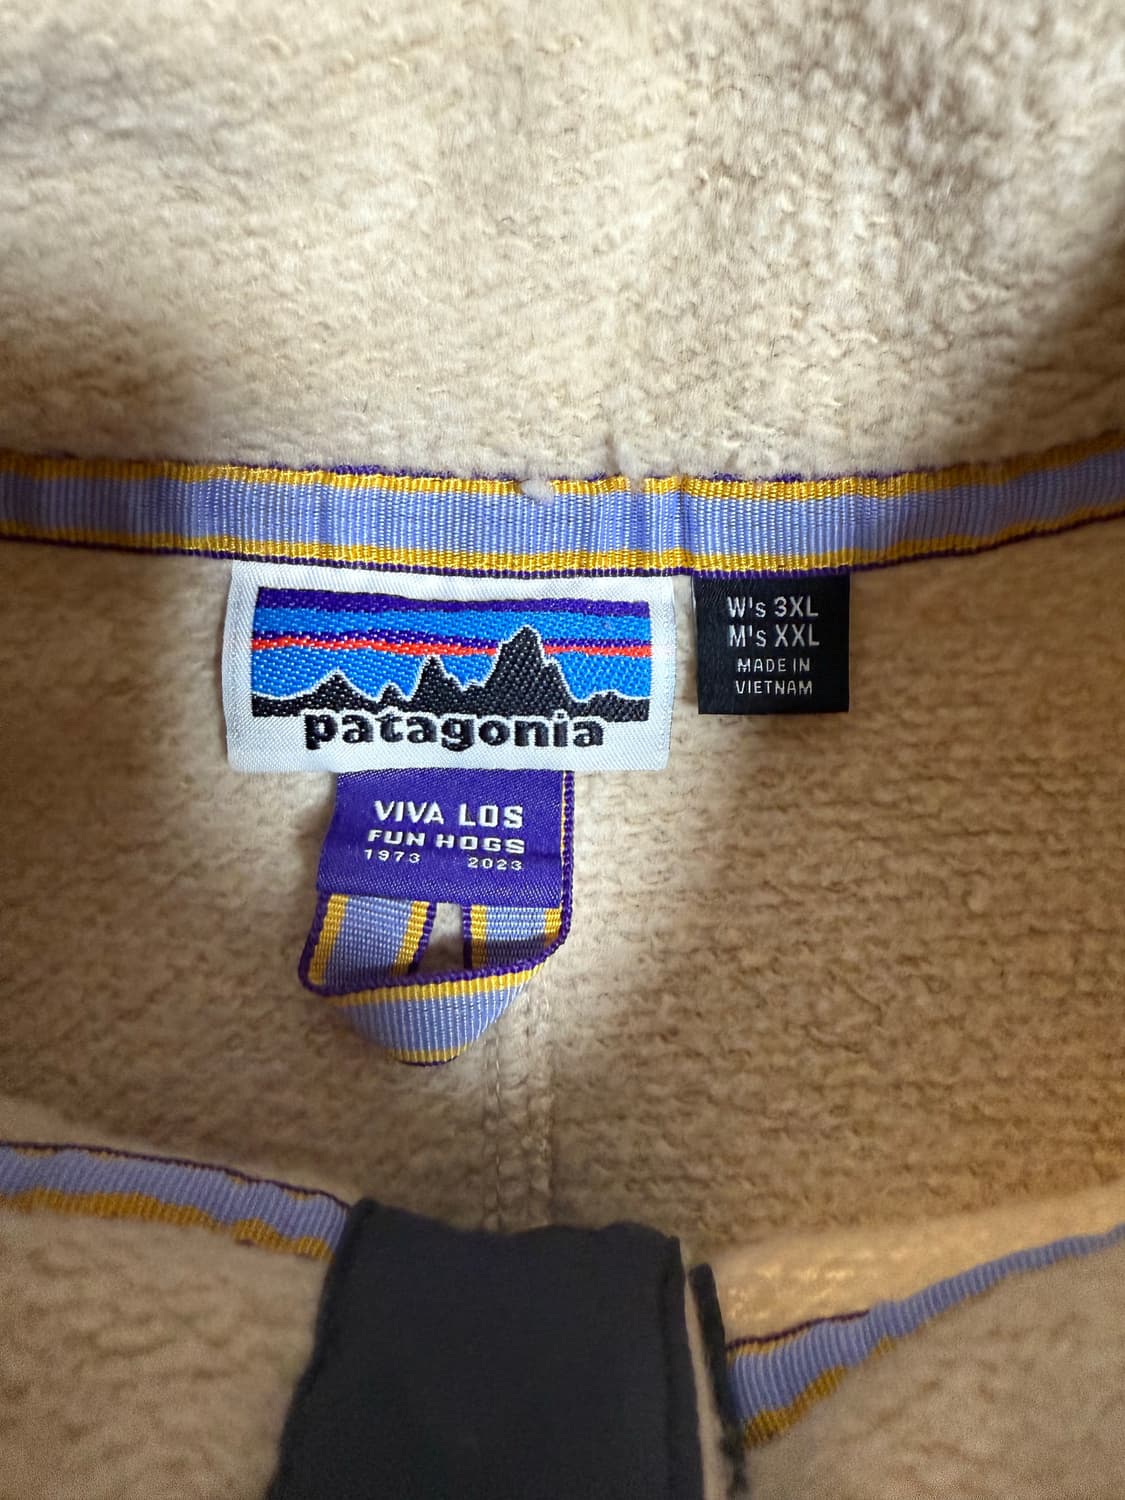 patagonia
W's 3XL
M's XXL
MADE IN
VIETNAM
VIVA LOS
FUN HOGS
1973 2023